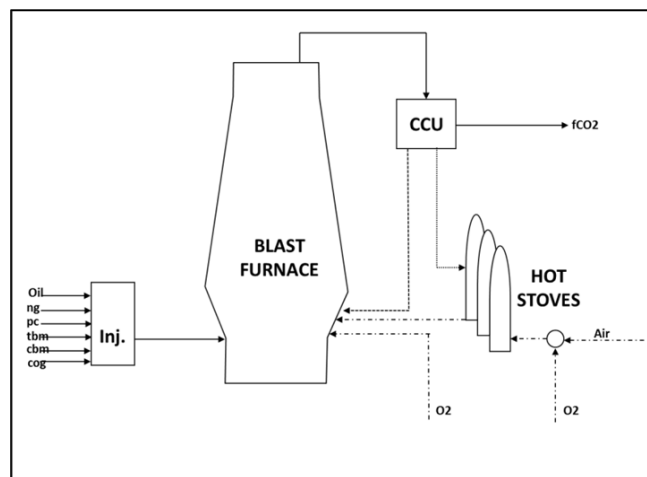 CCU
fCO2
BLAST
FURNACE
HOT
STOVES
Oil
ng
pc
tbm
cbm
cog
Inj.
Air
O2
O2